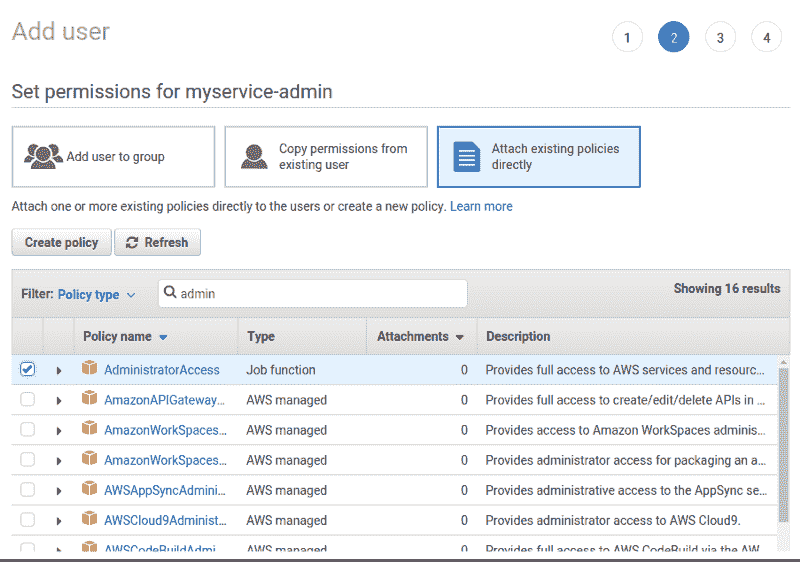 Add user
1 2 3 4
Set permissions for myservice-admin
Add user to group
Copy permissions from
existing user
Attach existing policies
directly
Attach one or more existing policies directly to the users or create a new policy. Learn more
Create policy Refresh
Filter: Policy type admin Showing 16 results
Policy name Type Attachments Description
AdministratorAccess Job function 0 Provides full access to AWS services and resourc...
AmazonAPIGateway... AWS managed 0 Provides full access to create/edit/delete APIs in ...
AmazonWorkSpaces... AWS managed 0 Provides access to Amazon WorkSpaces adminis...
AmazonWorkSpaces... AWS managed 0 Provides administrator access for packaging an a...
AWSAppSyncAdmini... AWS managed 0 Provides administrative access to the AppSync se...
AWSCloud9Administ... AWS managed 0 Provides administrator access to AWS Cloud9.
AWSCodeBuildAdmi... AWS managed 0 Provides full access to AWS CodeBuild via the AW...